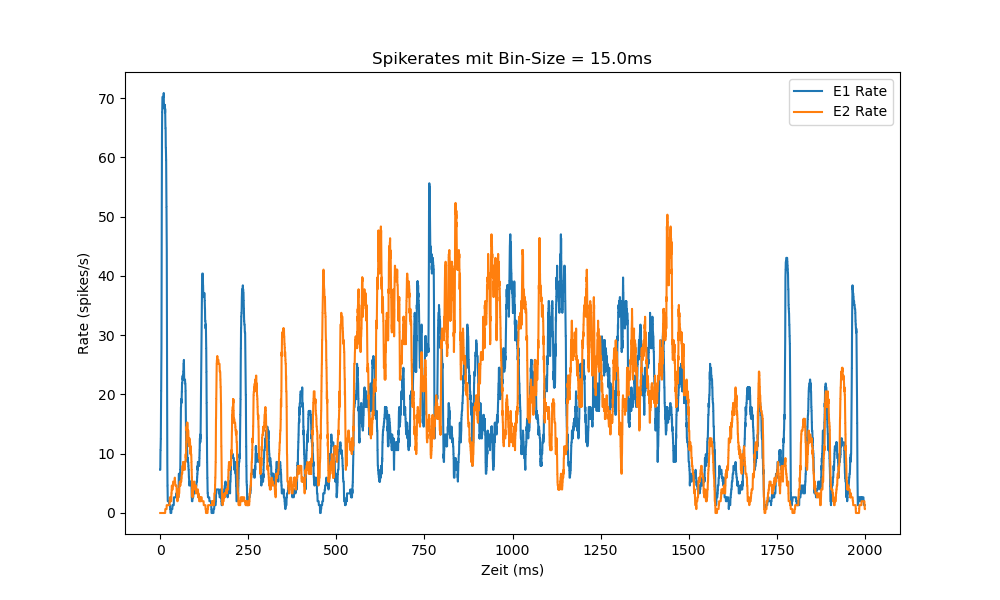 Spikerates mit Bin-Size = 15.0ms
E1 Rate
E2 Rate
Rate (spikes/s)
70
60
50
40
30
20
10
0
0 250 500 750 1000 1250 1500 1750 2000
Zeit (ms)